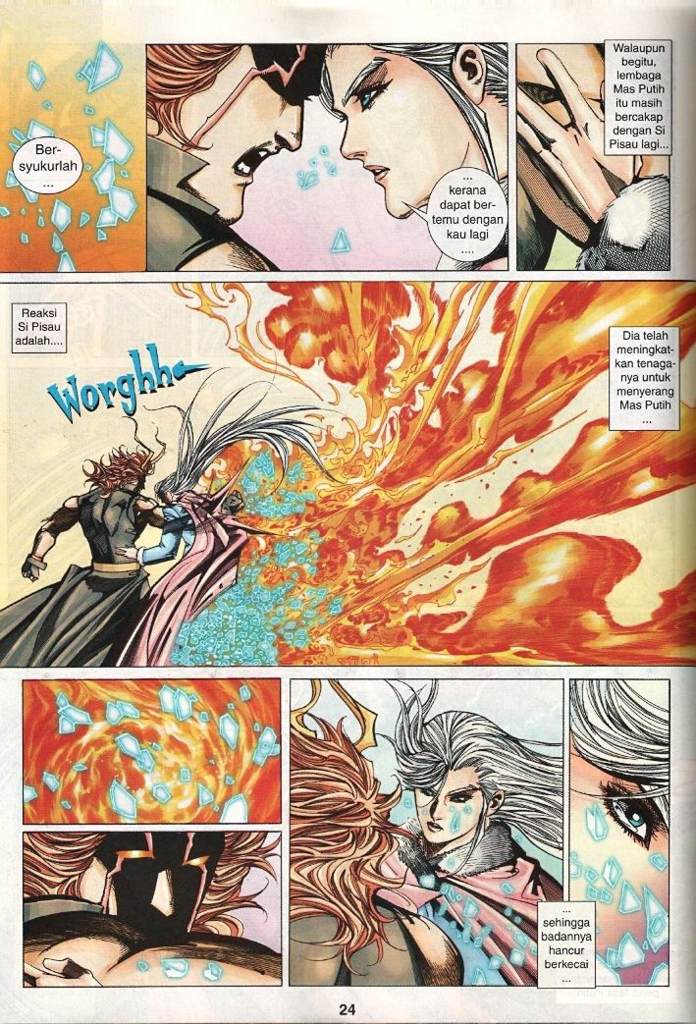 Ber-
syukurlah
...
...
kerana
dapat ber-
temu dengan
kau lagi
....
Walaupun
begitu,
lembaga
Mas Putih
itu masih
bercakap
dengan Si
Pisau lagi...
Reaksi
Si Pisau
adalah....
Worghhh
Dia telah
meningkat-
kan tenaga-
nya untuk
menyerang
Mas Putih
...
...
sehingga
badannya
hancur
berkecai
...
24